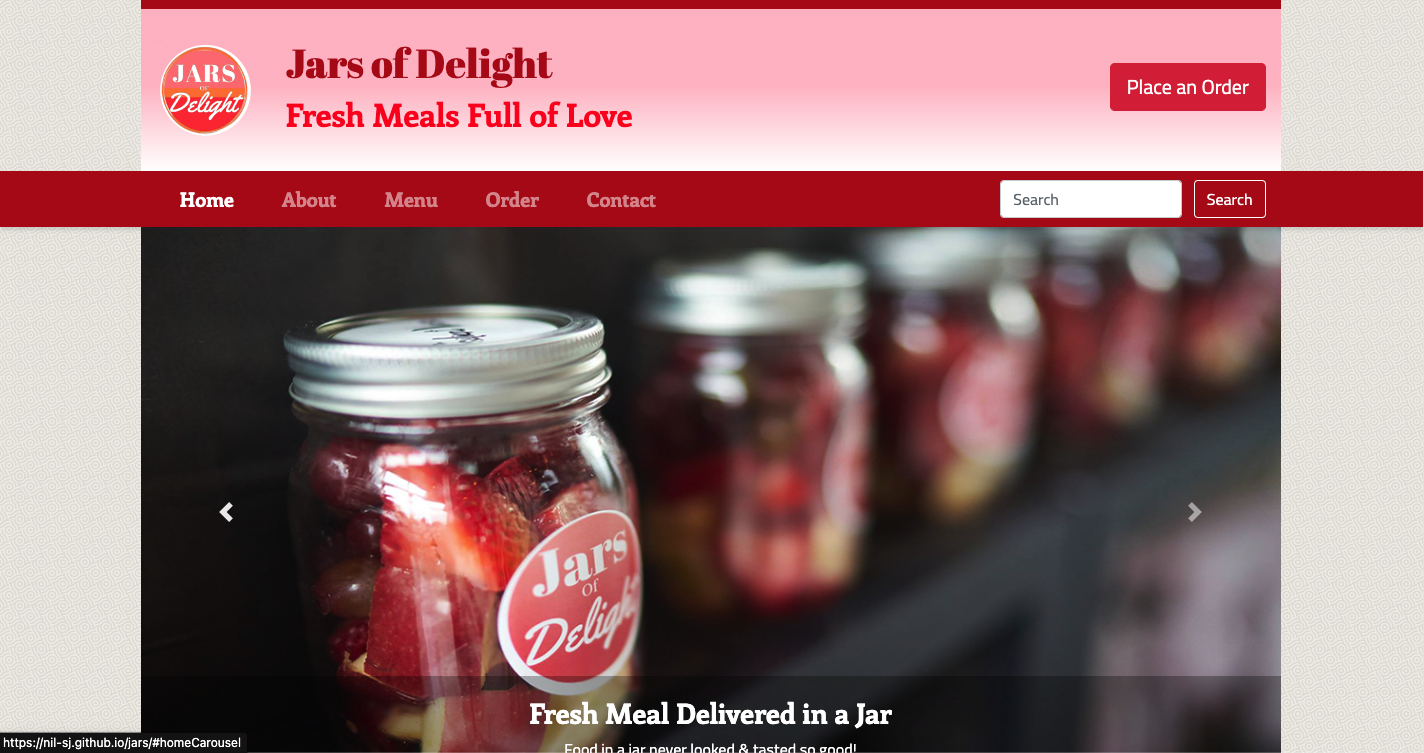 JARS
OF
Delight
Jars of Delight
Fresh Meals Full of Love
Place an Order
Home About Menu Order Contact
Search Search
Jars
OF
Delight
Fresh Meal Delivered in a Jar
Food in a jar never looked & tasted so good!
https://nil-sj.github.io/jars/#homeCarousel